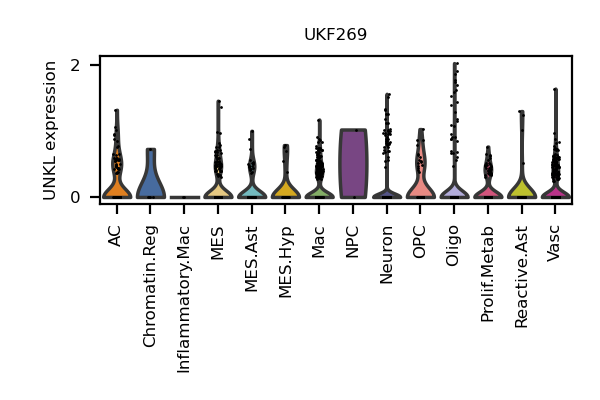 UKF269
UNKL expression
2
0
AC
Chromatin.Reg
Inflammatory.Mac
MES
MES.Ast
MES.Hyp
Mac
NPC
Neuron
OPC
Oligo
Prolif.Metab
Reactive.Ast
Vasc